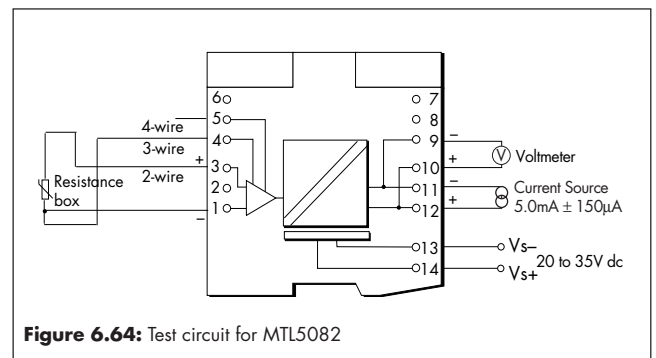 6
5
4
3
2
1
7
8
9
10
11
12
13
14
4-wire
3-wire
+
2-wire
Resistance
box
–
–
+
V
Voltmeter
–
+
Current Source
5.0mA ± 150µA
Vs–
Vs+
20 to 35V dc
Figure 6.64: Test circuit for MTL5082